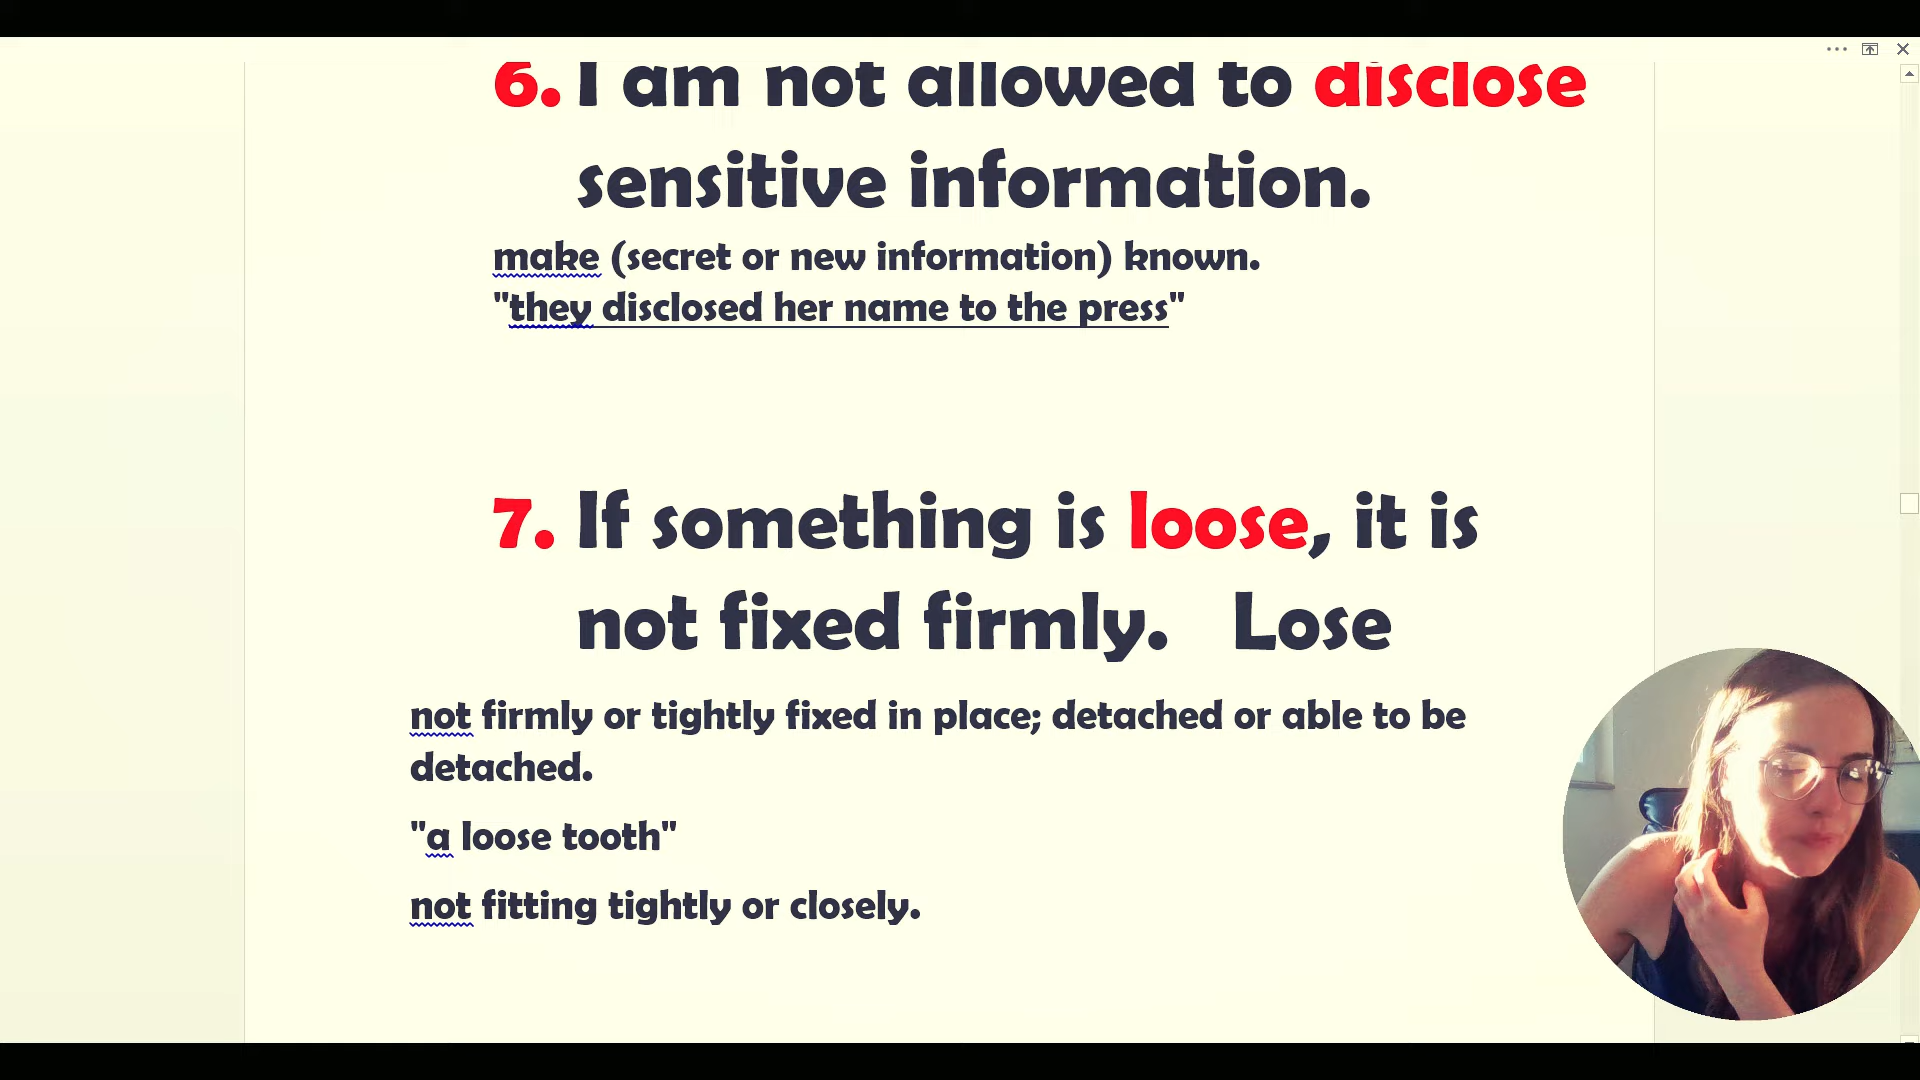 6. I am not allowed to disclose
sensitive information.
make (secret or new information) known.
"they disclosed her name to the press"
7. If something is loose, it is
not fixed firmly. Lose
not firmly or tightly fixed in place; detached or able to be
detached.
"a loose tooth"
not fitting tightly or closely.